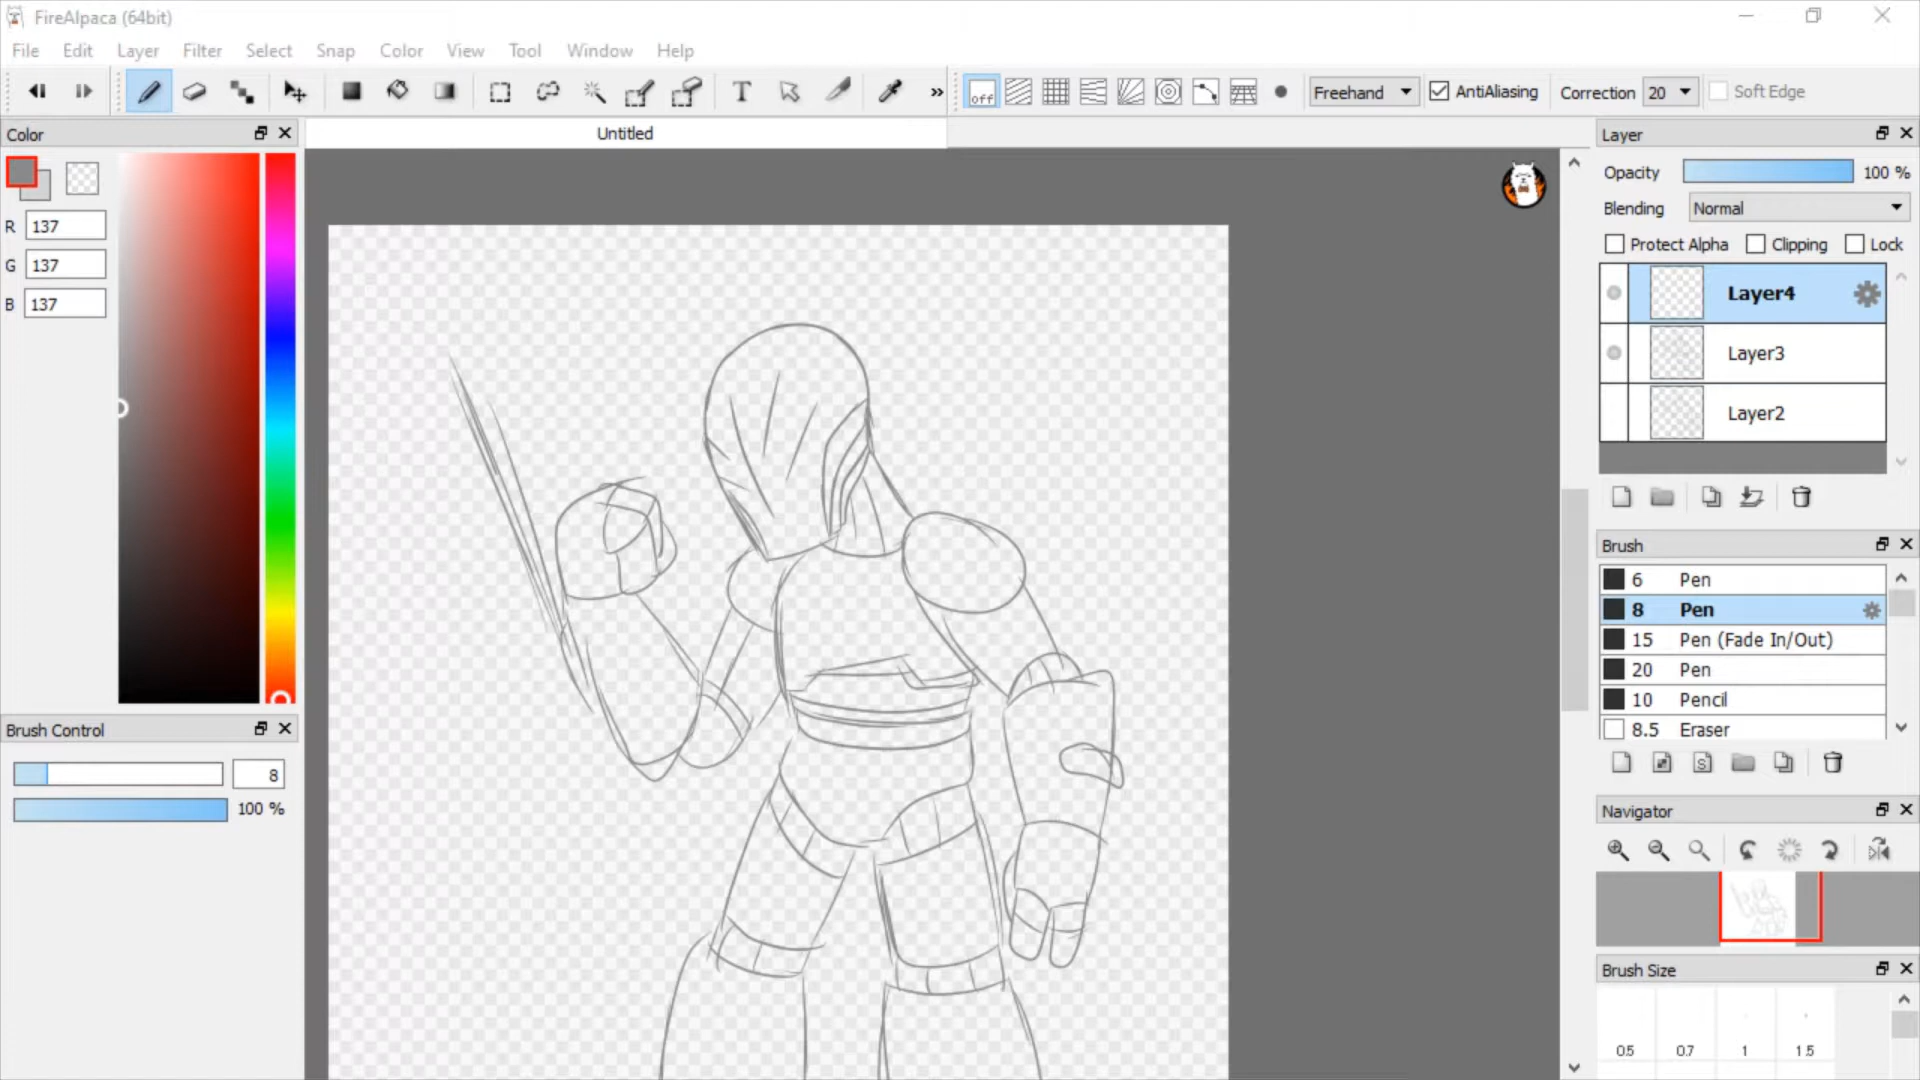 FireAlpaca (64bit)
File Edit Layer Filter Select Snap Color View Tool Window Help
T
off
Freehand
AntiAliasing
Correction 20
Soft Edge
Color
Untitled
Layer
R 137
G 137
B 137
Opacity 100 %
Blending Normal
Protect Alpha Clipping Lock
Layer4
Layer3
Layer2
Brush
6 Pen
8 Pen
15 Pen (Fade In/Out)
20 Pen
10 Pencil
8.5 Eraser
S
Brush Control
8
100 %
Navigator
Brush Size
0.5 0.7 1 1.5